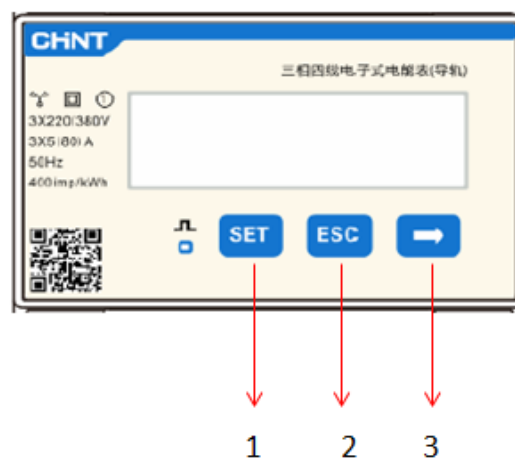 CHNT
三相四线电子式电能表(导轨)
3X220/380V
3X5(80)A
50Hz
400imp/kWh
SET
ESC
1
2
3